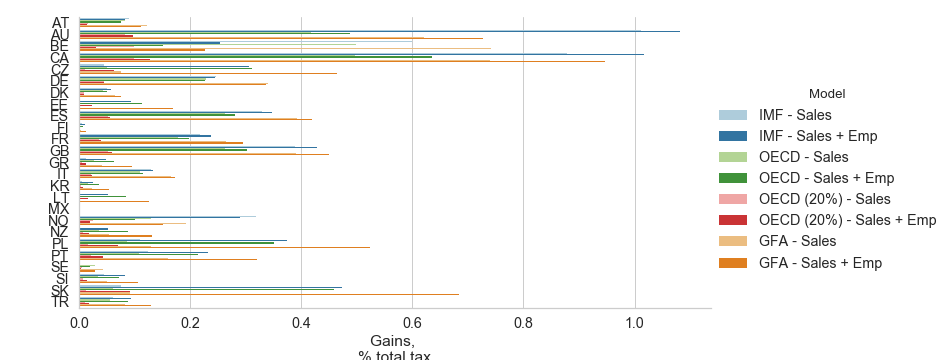 AT
AU
BE
CA
CZ
DE
DK
EE
ES
FI
FR
GB
GR
IT
KR
LT
MX
NO
NZ
PL
PT
SE
SI
SK
TR
0.0 0.2 0.4 0.6 0.8 1.0
Gains,
% total tax
Model
IMF - Sales
IMF - Sales + Emp
OECD - Sales
OECD - Sales + Emp
OECD (20%) - Sales
OECD (20%) - Sales + Emp
GFA - Sales
GFA - Sales + Emp